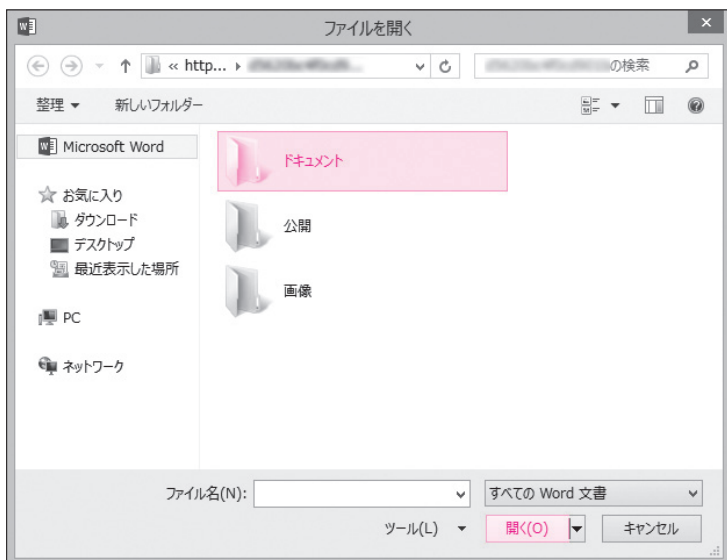 ファイルを開く
« http...
の検索
整理
新しいフォルダー
Microsoft Word
お気に入り
ダウンロード
デスクトップ
最近表示した場所
PC
ネットワーク
ドキュメント
公開
画像
ファイル名(N):
すべての Word 文書
ツール(L)
開く(O)
キャンセル